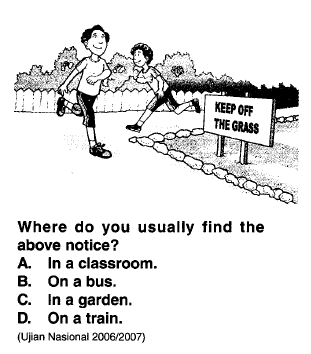 KEEP OFF
THE GRASS
Where do you usually find the
above notice?
A. In a classroom.
B. On a bus.
C. In a garden.
D. On a train.
(Ujian Nasional 2006/2007)